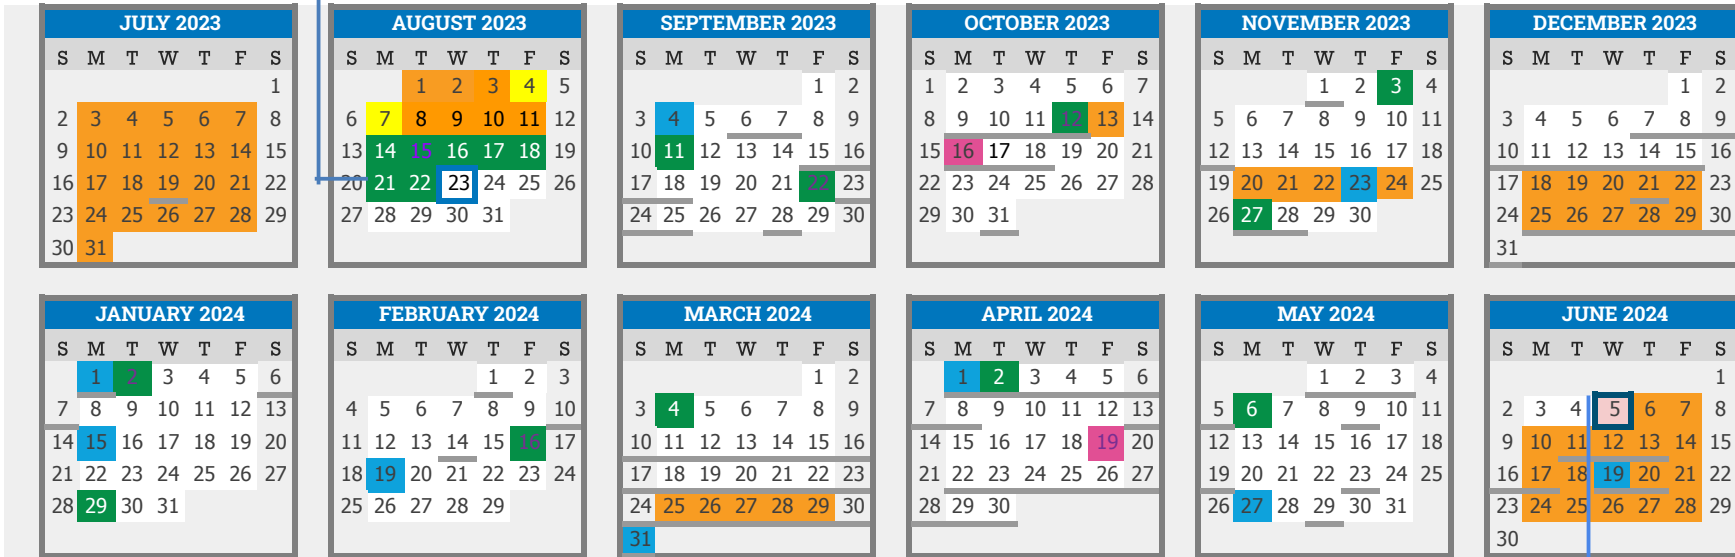 JULY 2023
S M T W T F S
1
2 3 4 5 6 7 8
9 10 11 12 13 14 15
16 17 18 19 20 21 22
23 24 25 26 27 28 29
30 31
AUGUST 2023
S M T W T F S
1 2 3 4 5
6 7 8 9 10 11 12
13 14 15 16 17 18 19
20 21 22 23 24 25 26
27 28 29 30 31
SEPTEMBER 2023
S M T W T F S
1 2
3 4 5 6 7 8 9
10 11 12 13 14 15 16
17 18 19 20 21 22 23
24 25 26 27 28 29 30
OCTOBER 2023
S M T W T F S
1 2 3 4 5 6 7
8 9 10 11 12 13 14
15 16 17 18 19 20 21
22 23 24 25 26 27 28
29 30 31
NOVEMBER 2023
S M T W T F S
1 2 3 4
5 6 7 8 9 10 11
12 13 14 15 16 17 18
19 20 21 22 23 24 25
26 27 28 29 30
DECEMBER 2023
S M T W T F S
1 2
3 4 5 6 7 8 9
10 11 12 13 14 15 16
17 18 19 20 21 22 23
24 25 26 27 28 29 30
31
JANUARY 2024
S M T W T F S
1 2 3 4 5 6
7 8 9 10 11 12 13
14 15 16 17 18 19 20
21 22 23 24 25 26 27
28 29 30 31
FEBRUARY 2024
S M T W T F S
1 2 3
4 5 6 7 8 9 10
11 12 13 14 15 16 17
18 19 20 21 22 23 24
25 26 27 28 29
MARCH 2024
S M T W T F S
1 2
3 4 5 6 7 8 9
10 11 12 13 14 15 16
17 18 19 20 21 22 23
24 25 26 27 28 29 30
31
APRIL 2024
S M T W T F S
1 2 3 4 5 6
7 8 9 10 11 12 13
14 15 16 17 18 19 20
21 22 23 24 25 26 27
28 29 30
MAY 2024
S M T W T F S
1 2 3 4
5 6 7 8 9 10 11
12 13 14 15 16 17 18
19 20 21 22 23 24 25
26 27 28 29 30 31
JUNE 2024
S M T W T F S
1
2 3 4 5 6 7 8
9 10 11 12 13 14 15
16 17 18 19 20 21 22
23 24 25 26 27 28 29
30